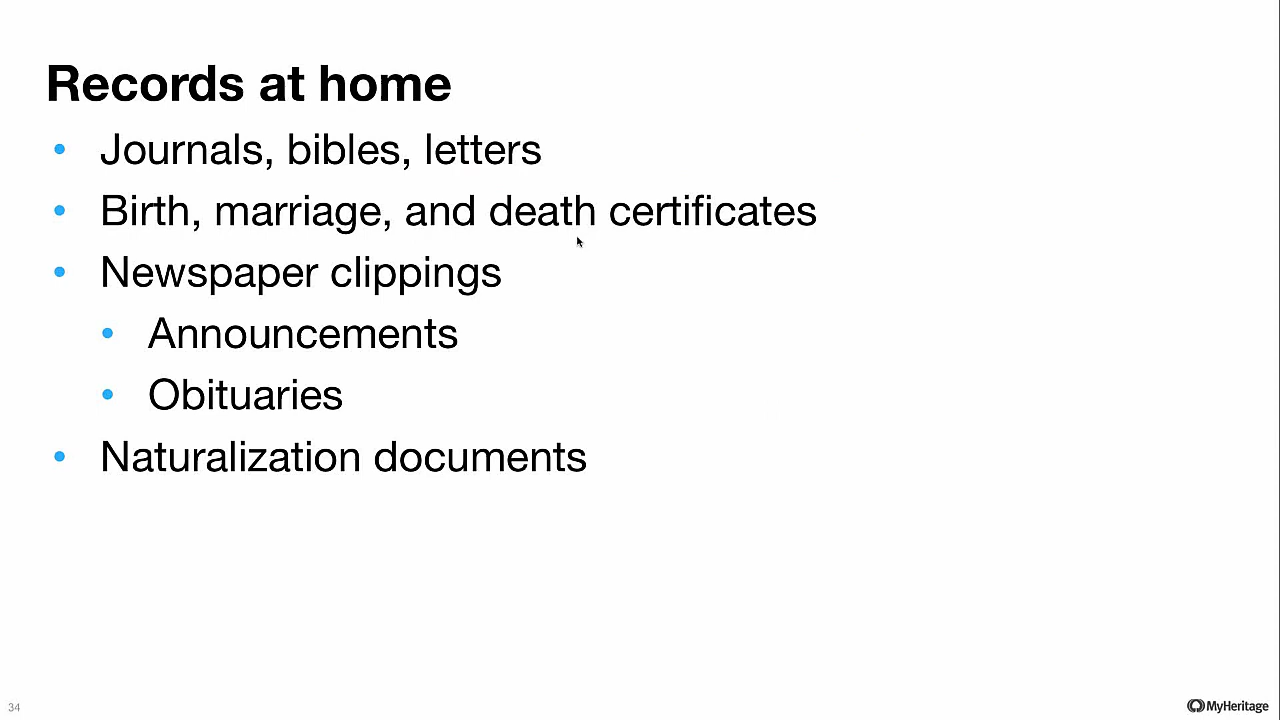 Records at home
• Journals, bibles, letters
• Birth, marriage, and death certificates
• Newspaper clippings
• Announcements
• Obituaries
• Naturalization documents
34
MyHeritage